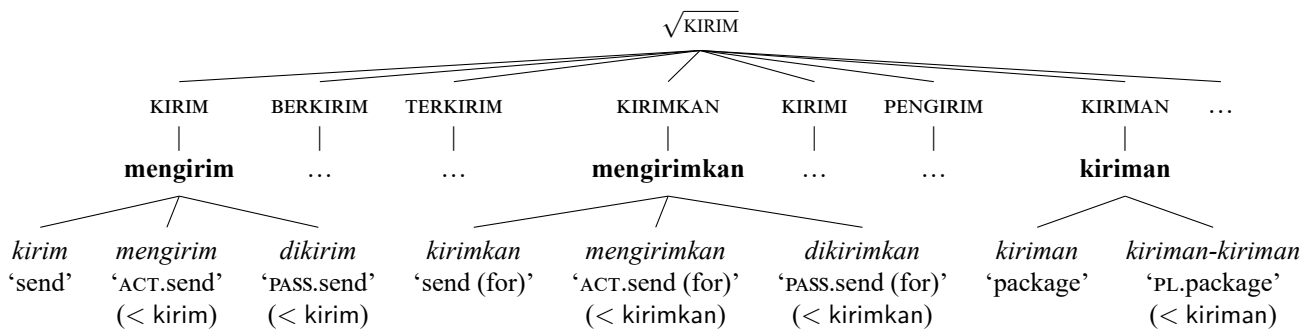 √KIRIM
KIRIM BERKIRIM TERKIRIM KIRIMKAN KIRIMI PENGIRIM KIRIMAN …
mengirim … … mengirimkan … … kiriman
kirim mengirim dikirim kirimkan mengirimkan dikirimkan kiriman kiriman-kiriman
‘send’ ‘ACT.send’ ‘PASS.send’ ‘send (for)’ ‘ACT.send (for)’ ‘PASS.send (for)’ ‘package’ ‘PL.package’
(< kirim) (< kirim) (< kirimkan) (< kirimkan) (< kiriman)